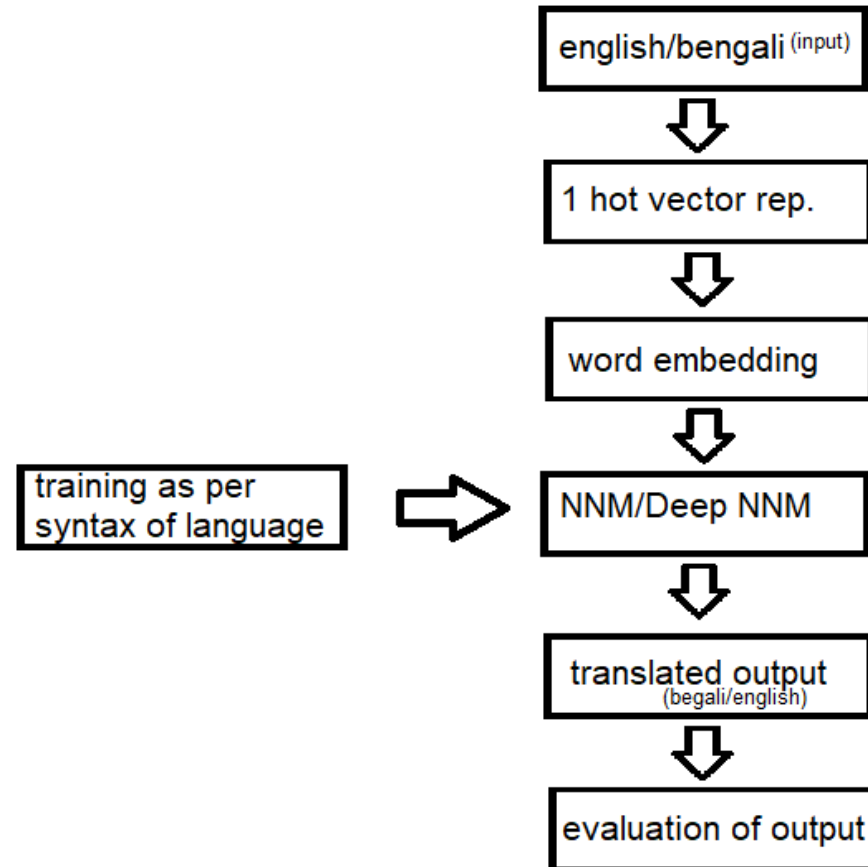 english/bengali (input)
1 hot vector rep.
word embedding
training as per
syntax of language
NNM/Deep NNM
translated output
(begali/english)
evaluation of output